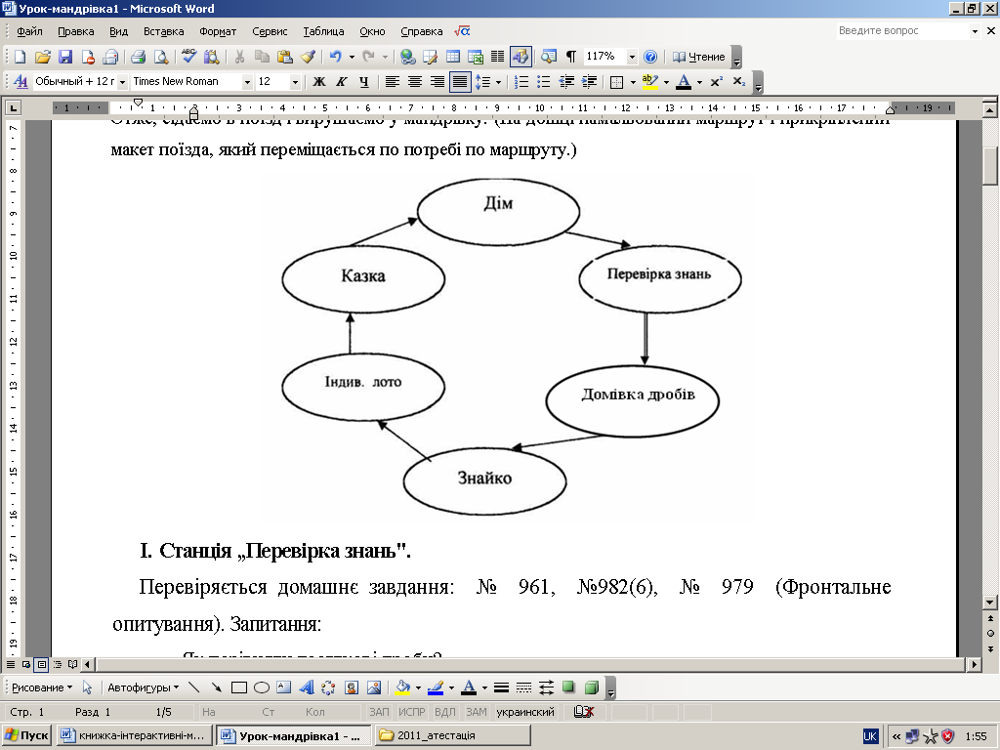 Урок-мандрівка1 - Microsoft Word
Файл Правка Вид Вставка Формат Сервис Таблица Окно Справка Введите вопрос
117% Чтение
Обычный + 12 г Times New Roman 12 Ж К Ч
Отже, сідаємо в поїзд і вирушаємо у мандрівку. (На дошці намальований маршрут і прикріплений
макет поїзда, який переміщається по потребі по маршруту.)
Дім
Казка
Перевірка знань
Індив. лото
Домівка дробів
Знайко
І. Станція „Перевірка знань".
Перевіряється домашнє завдання: № 961, №982(6), № 979 (Фронтальне
опитування). Запитання:
Рисование Автофигуры
Стр. 1 Разд 1 1/5 На Ст Кол ЗАП ИСПР ВДЛ ЗАМ украинский
Пуск книжка-інтерактивні-м... Урок-мандрівка1 - ... 2011_атестація UK 1:55